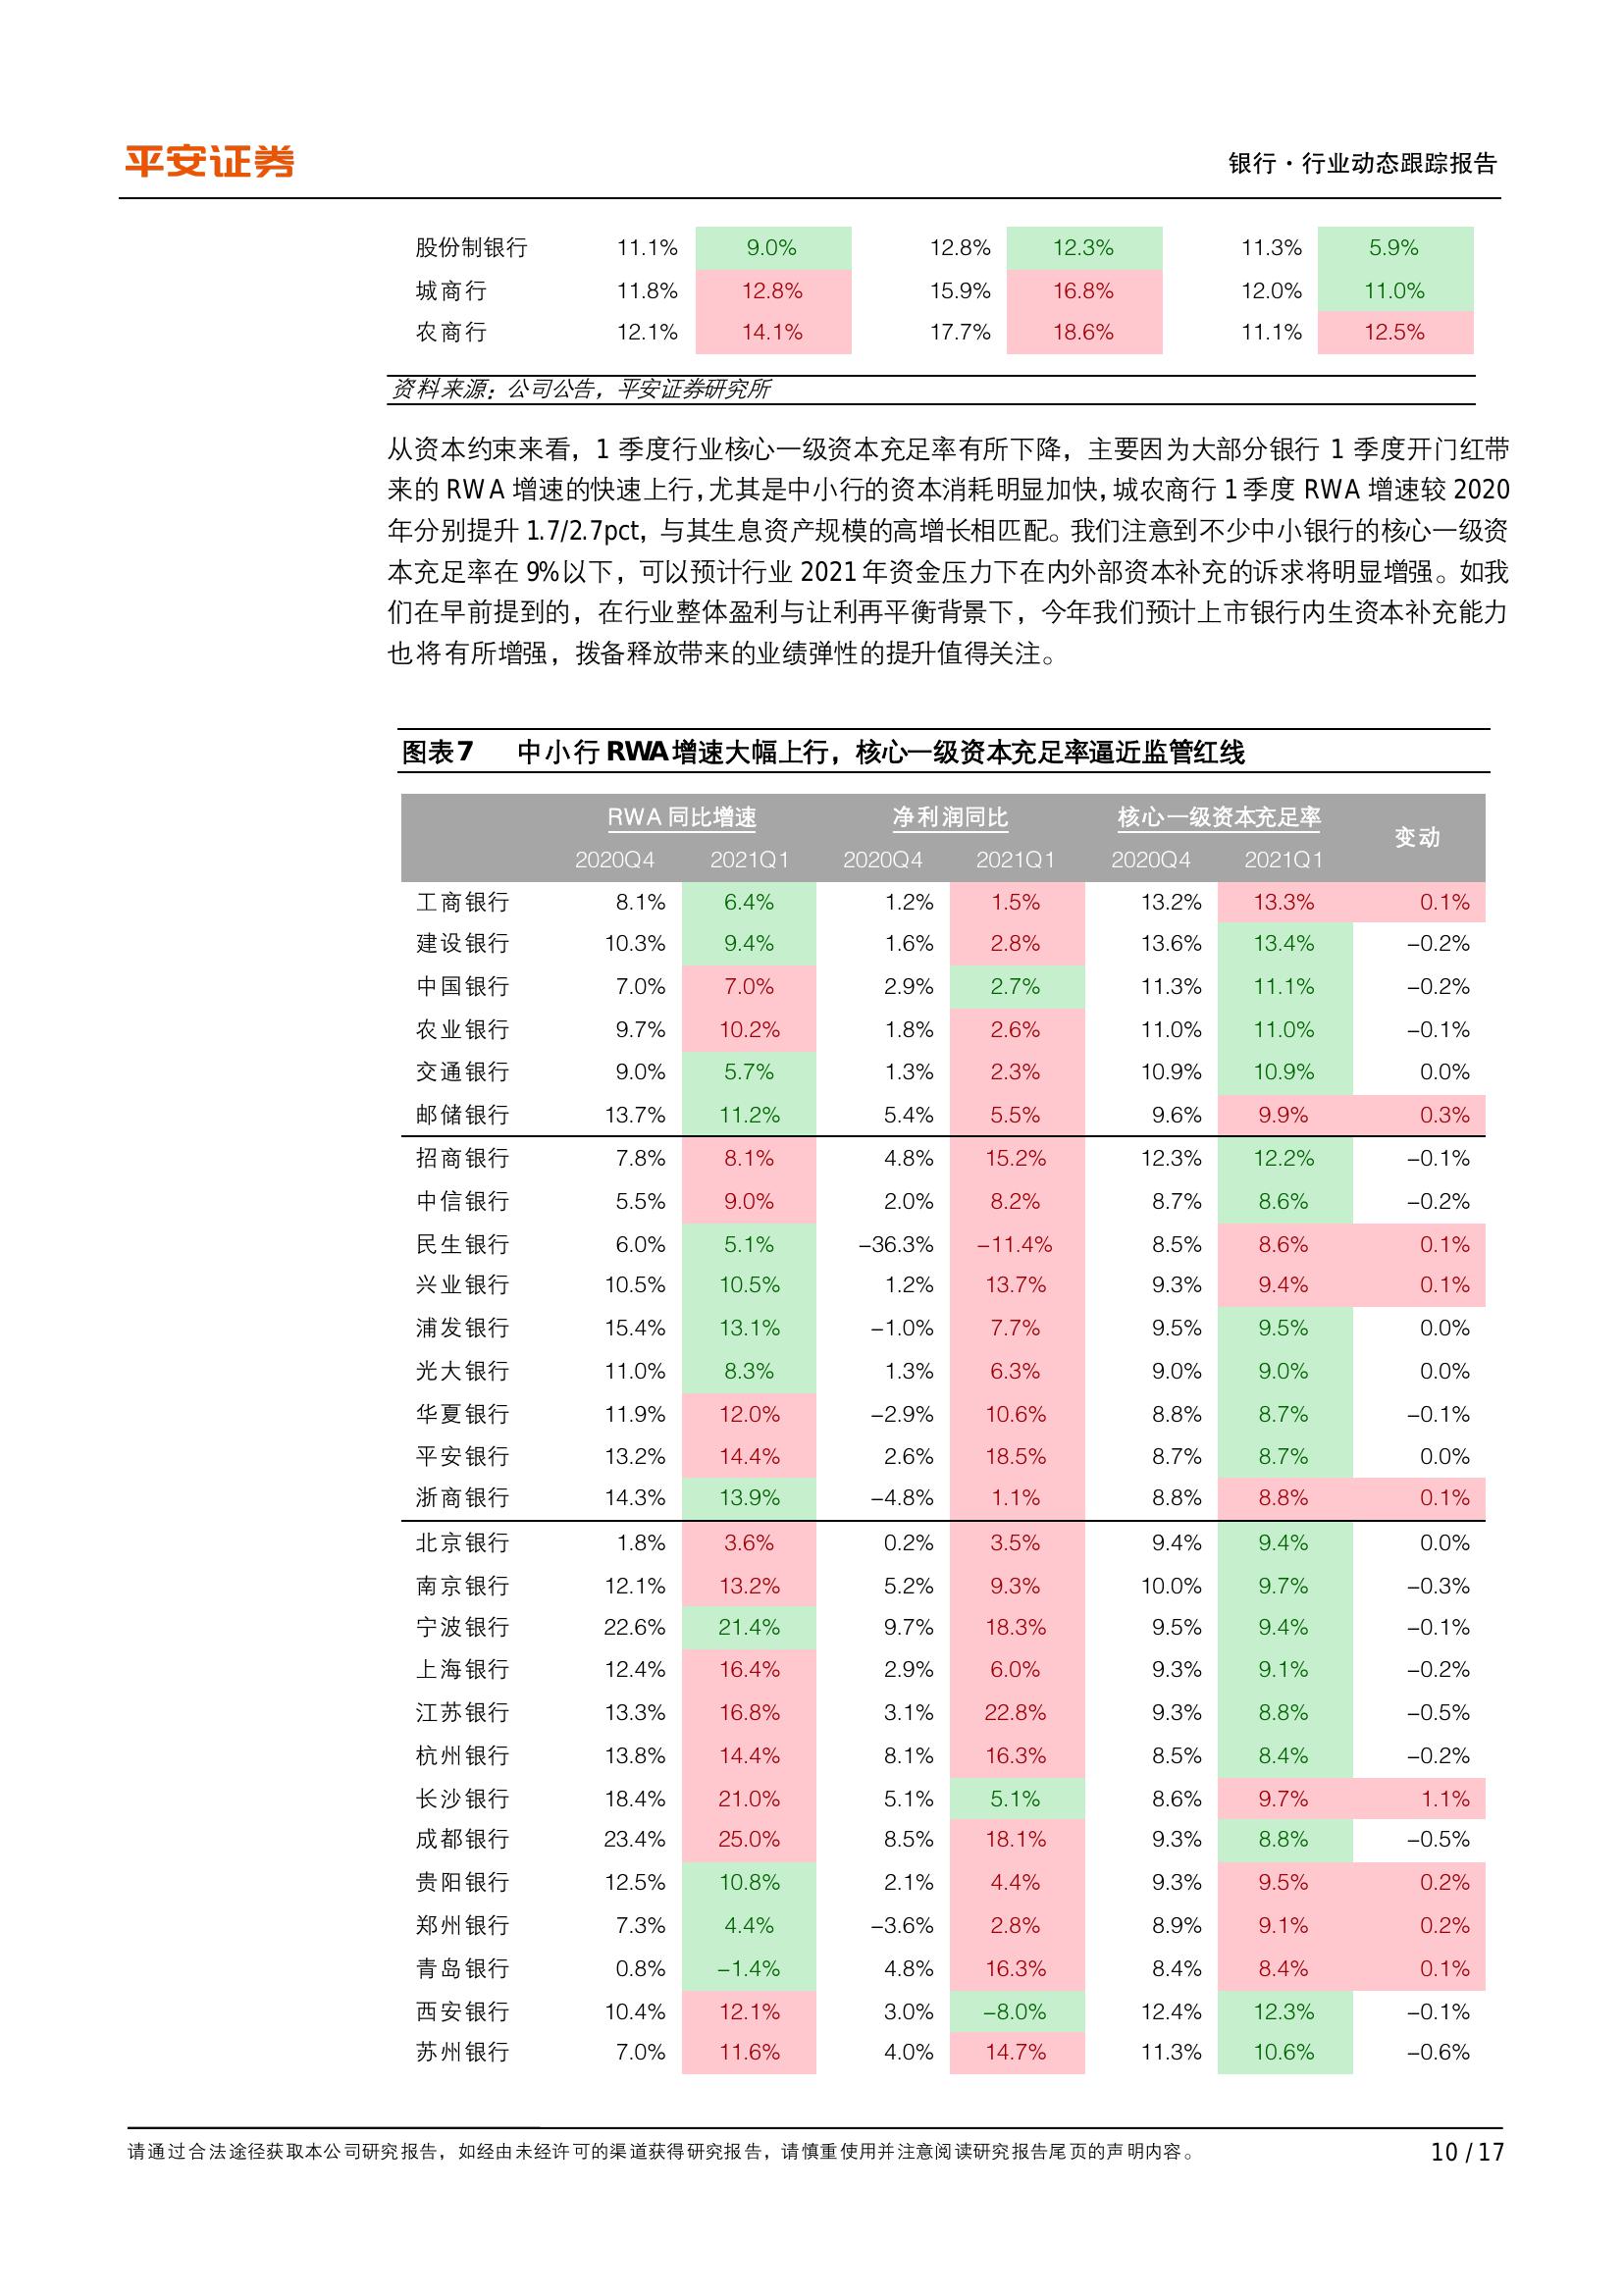 平安证券
银行·行业动态跟踪报告
股份制银行 11.1% 9.0% 12.8% 12.3% 11.3% 5.9%
城商行 11.8% 12.8% 15.9% 16.8% 12.0% 11.0%
农商行 12.1% 14.1% 17.7% 18.6% 11.1% 12.5%
资料来源：公司公告，平安证券研究所
从资本约束来看，1 季度行业核心一级资本充足率有所下降，主要因为大部分银行 1 季度开门红带
来的 RWA 增速的快速上行，尤其是中小行的资本消耗明显加快，城农商行 1 季度 RWA 增速较 2020
年分别提升 1.7/2.7pct，与其生息资产规模的高增长相匹配。我们注意到不少中小银行的核心一级资
本充足率在 9%以下，可以预计行业 2021 年资金压力下在内外部资本补充的诉求将明显增强。如我
们在早前提到的，在行业整体盈利与让利再平衡背景下，今年我们预计上市银行内生资本补充能力
也将有所增强，拨备释放带来的业绩弹性的提升值得关注。
图表7 中小行 RWA 增速大幅上行，核心一级资本充足率逼近监管红线
RWA 同比增速 净利润同比 核心一级资本充足率 变动
2020Q4 2021Q1 2020Q4 2021Q1 2020Q4 2021Q1
工商银行 8.1% 6.4% 1.2% 1.5% 13.2% 13.3% 0.1%
建设银行 10.3% 9.4% 1.6% 2.8% 13.6% 13.4% -0.2%
中国银行 7.0% 7.0% 2.9% 2.7% 11.3% 11.1% -0.2%
农业银行 9.7% 10.2% 1.8% 2.6% 11.0% 11.0% -0.1%
交通银行 9.0% 5.7% 1.3% 2.3% 10.9% 10.9% 0.0%
邮储银行 13.7% 11.2% 5.4% 5.5% 9.6% 9.9% 0.3%
招商银行 7.8% 8.1% 4.8% 15.2% 12.3% 12.2% -0.1%
中信银行 5.5% 9.0% 2.0% 8.2% 8.7% 8.6% -0.2%
民生银行 6.0% 5.1% -36.3% -11.4% 8.5% 8.6% 0.1%
兴业银行 10.5% 10.5% 1.2% 13.7% 9.3% 9.4% 0.1%
浦发银行 15.4% 13.1% -1.0% 7.7% 9.5% 9.5% 0.0%
光大银行 11.0% 8.3% 1.3% 6.3% 9.0% 9.0% 0.0%
华夏银行 11.9% 12.0% -2.9% 10.6% 8.8% 8.7% -0.1%
平安银行 13.2% 14.4% 2.6% 18.5% 8.7% 8.7% 0.0%
浙商银行 14.3% 13.9% -4.8% 1.1% 8.8% 8.8% 0.1%
北京银行 1.8% 3.6% 0.2% 3.5% 9.4% 9.4% 0.0%
南京银行 12.1% 13.2% 5.2% 9.3% 10.0% 9.7% -0.3%
宁波银行 22.6% 21.4% 9.7% 18.3% 9.5% 9.4% -0.1%
上海银行 12.4% 16.4% 2.9% 6.0% 9.3% 9.1% -0.2%
江苏银行 13.3% 16.8% 3.1% 22.8% 9.3% 8.8% -0.5%
杭州银行 13.8% 14.4% 8.1% 16.3% 8.5% 8.4% -0.2%
长沙银行 18.4% 21.0% 5.1% 5.1% 8.6% 9.7% 1.1%
成都银行 23.4% 25.0% 8.5% 18.1% 9.3% 8.8% -0.5%
贵阳银行 12.5% 10.8% 2.1% 4.4% 9.3% 9.5% 0.2%
郑州银行 7.3% 4.4% -3.6% 2.8% 8.9% 9.1% 0.2%
青岛银行 0.8% -1.4% 4.8% 16.3% 8.4% 8.4% 0.1%
西安银行 10.4% 12.1% 3.0% -8.0% 12.4% 12.3% -0.1%
苏州银行 7.0% 11.6% 4.0% 14.7% 11.3% 10.6% -0.6%
请通过合法途径获取本公司研究报告，如经由未经许可的渠道获得研究报告，请慎重使用并注意阅读研究报告尾页的声明内容。 10 / 17